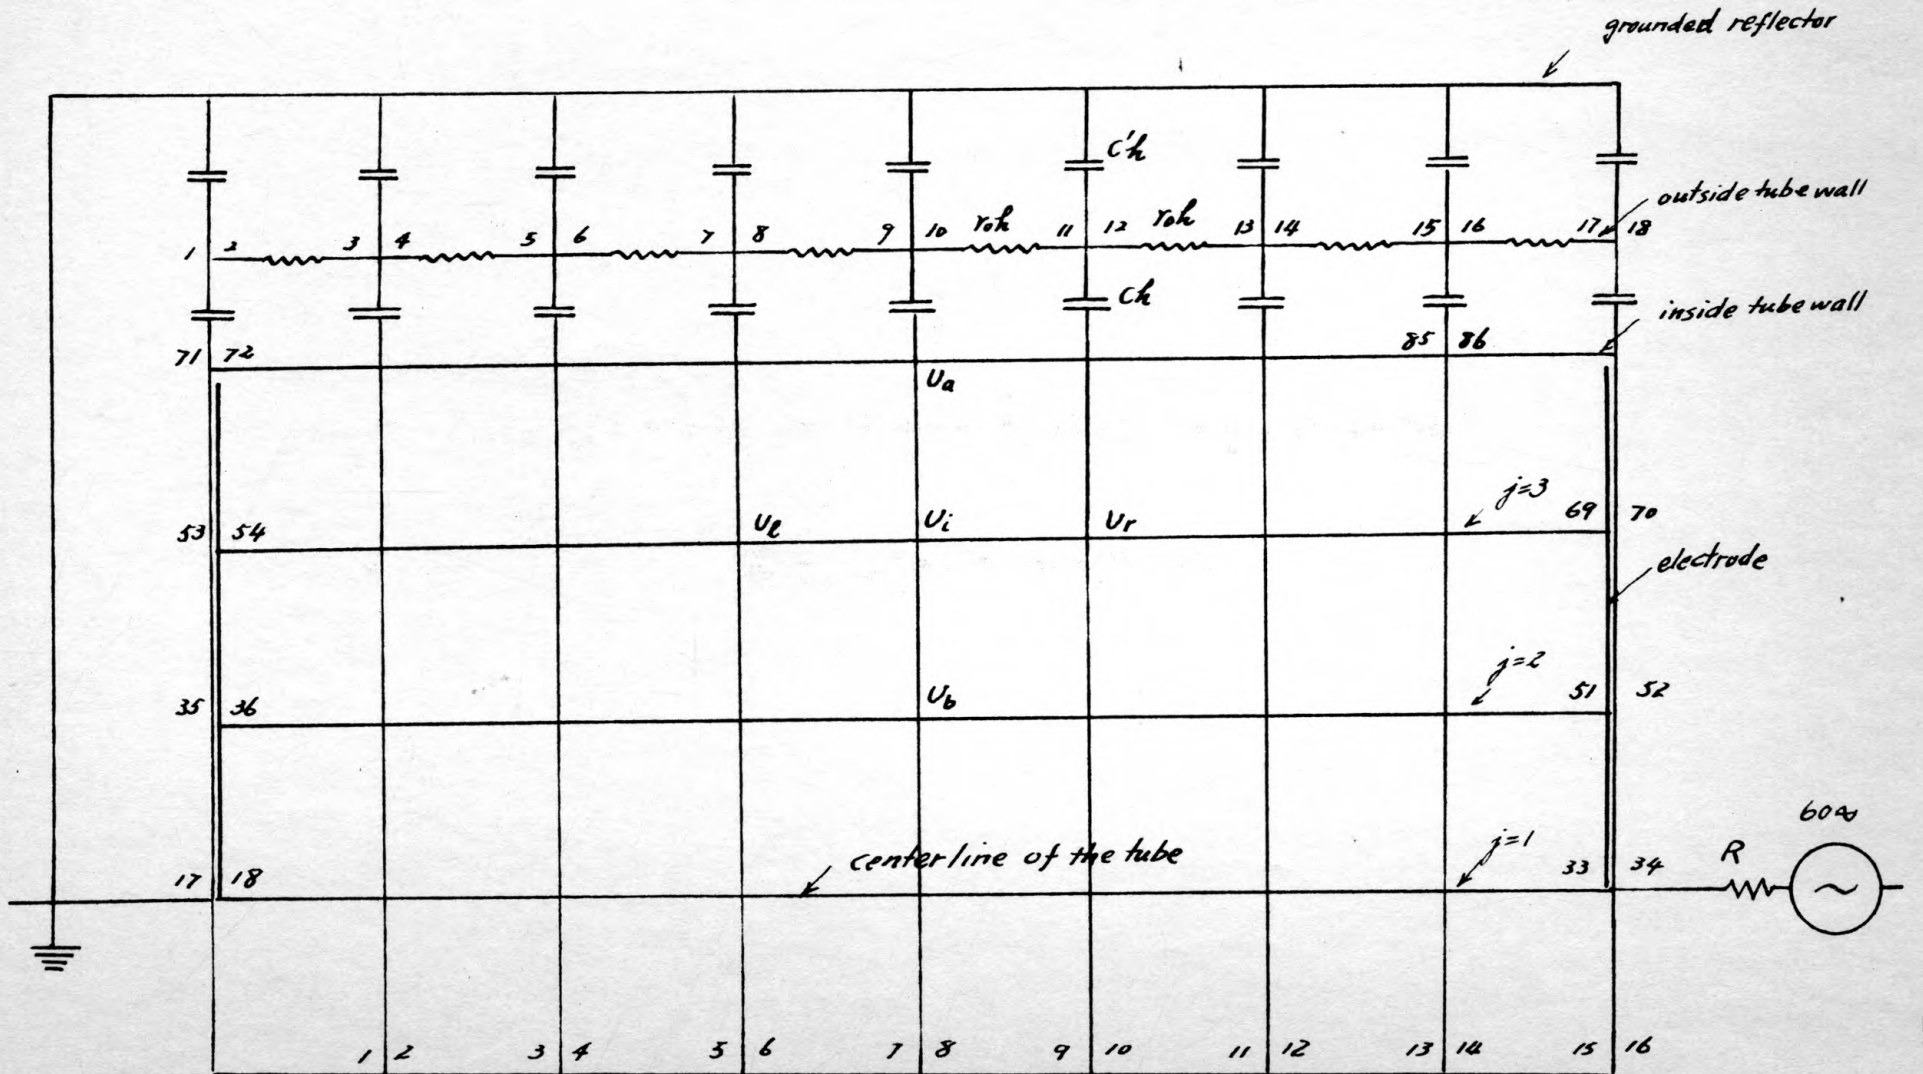 grounded reflector
C'h
outside tube wall
1 2 3 4 5 6 7 8 9 10 roh 11 12 roh 13 14 15 16 17 18
Ch
inside tube wall
71 72 85 86
Ua
j=3
53 54 Ul Ui Ur 69 70
electrode
j=2
35 36 Ub 51 52
60~
centerline of the tube
j=1
R
17 18 33 34
1 2 3 4 5 6 7 8 9 10 11 12 13 14 15 16